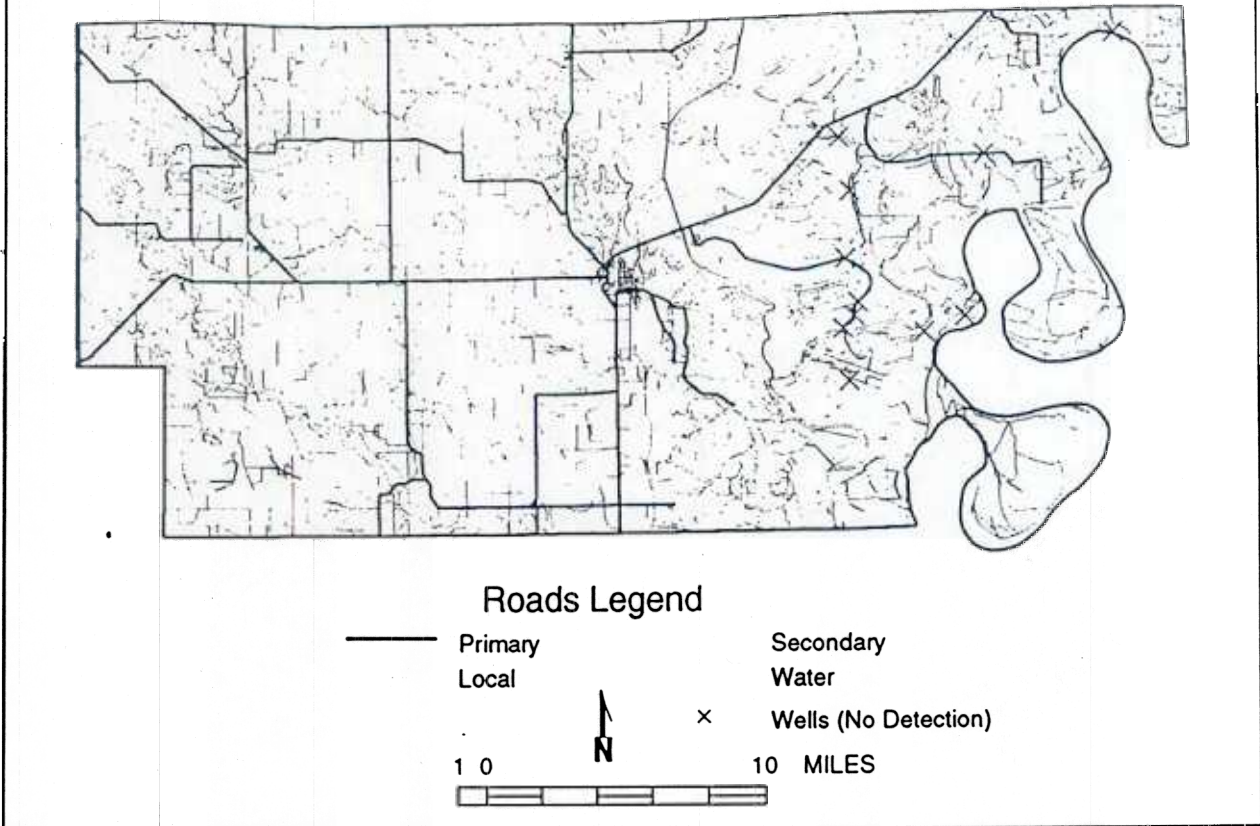 Roads Legend
Primary Secondary
Local Water
× Wells (No Detection)
N
1 0 10 MILES